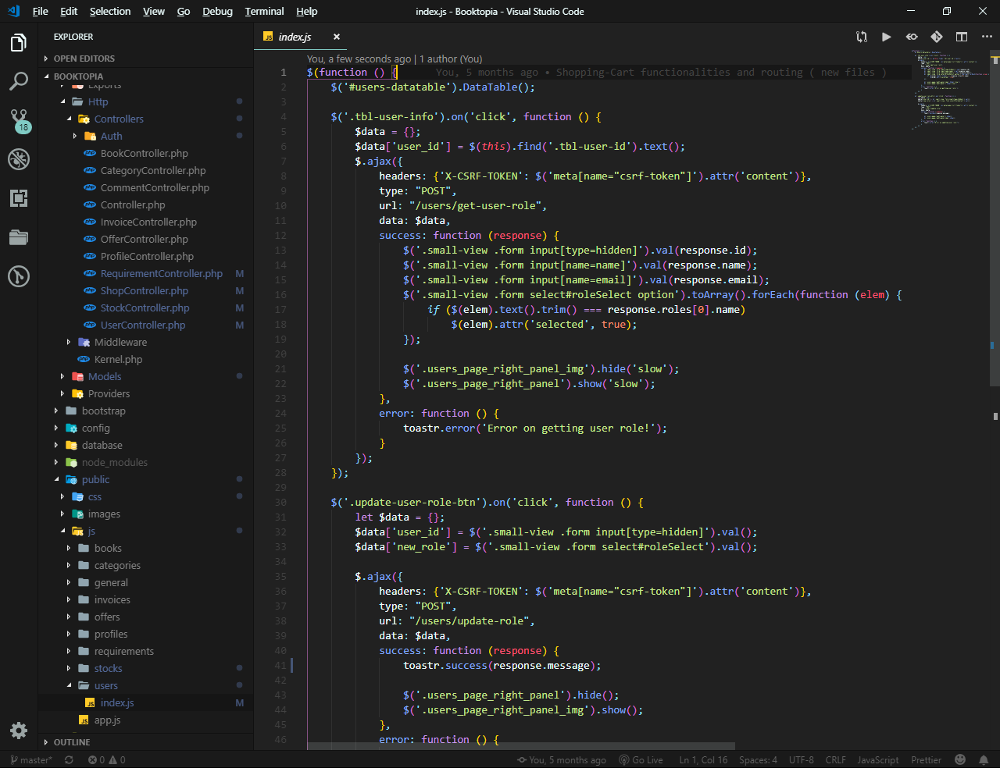 File Edit Selection View Go Debug Terminal Help
index.js - Booktopia - Visual Studio Code
EXPLORER
OPEN EDITORS
BOOKTOPIA
Exports
Http
Controllers
Auth
BookController.php
CategoryController.php
CommentController.php
Controller.php
InvoiceController.php
OfferController.php
ProfileController.php
RequirementController.php M
ShopController.php M
StockController.php M
UserController.php M
Middleware
Kernel.php
Models
Providers
bootstrap
config
database
node_modules
public
css
images
js
books
categories
general
invoices
offers
profiles
requirements
stocks
users
JS index.js M
JS app.js
OUTLINE
18
JS index.js ×
You, a few seconds ago | 1 author (You)
1 $(function () { You, 5 months ago • Shopping-Cart functionalities and routing ( new files )
2 $('#users-datatable').DataTable();
3
4 $('.tbl-user-info').on('click', function () {
5 $data = {};
6 $data['user_id'] = $(this).find('.tbl-user-id').text();
7 $.ajax({
8 headers: {'X-CSRF-TOKEN': $('meta[name="csrf-token"]').attr('content')},
9 type: "POST",
10 url: "/users/get-user-role",
11 data: $data,
12 success: function (response) {
13 $('.small-view .form input[type=hidden]').val(response.id);
14 $('.small-view .form input[name=name]').val(response.name);
15 $('.small-view .form input[name=email]').val(response.email);
16 $('.small-view .form select#roleSelect option').toArray().forEach(function (elem) {
17 if ($(elem).text().trim() === response.roles[0].name)
18 $(elem).attr('selected', true);
19 });
20
21 $('.users_page_right_panel_img').hide('slow');
22 $('.users_page_right_panel').show('slow');
23 },
24 error: function () {
25 toastr.error('Error on getting user role!');
26 }
27 });
28 });
29
30 $('.update-user-role-btn').on('click', function () {
31 let $data = {};
32 $data['user_id'] = $('.small-view .form input[type=hidden]').val();
33 $data['new_role'] = $('.small-view .form select#roleSelect').val();
34
35 $.ajax({
36 headers: {'X-CSRF-TOKEN': $('meta[name="csrf-token"]').attr('content')},
37 type: "POST",
38 url: "/users/update-role",
39 data: $data,
40 success: function (response) {
41 toastr.success(response.message);
42
43 $('.users_page_right_panel').hide();
44 $('.users_page_right_panel_img').show();
45 },
46 error: function () {
master* 0 0 You, 5 months ago Go Live Ln 1, Col 16 Spaces: 4 UTF-8 CRLF JavaScript Prettier